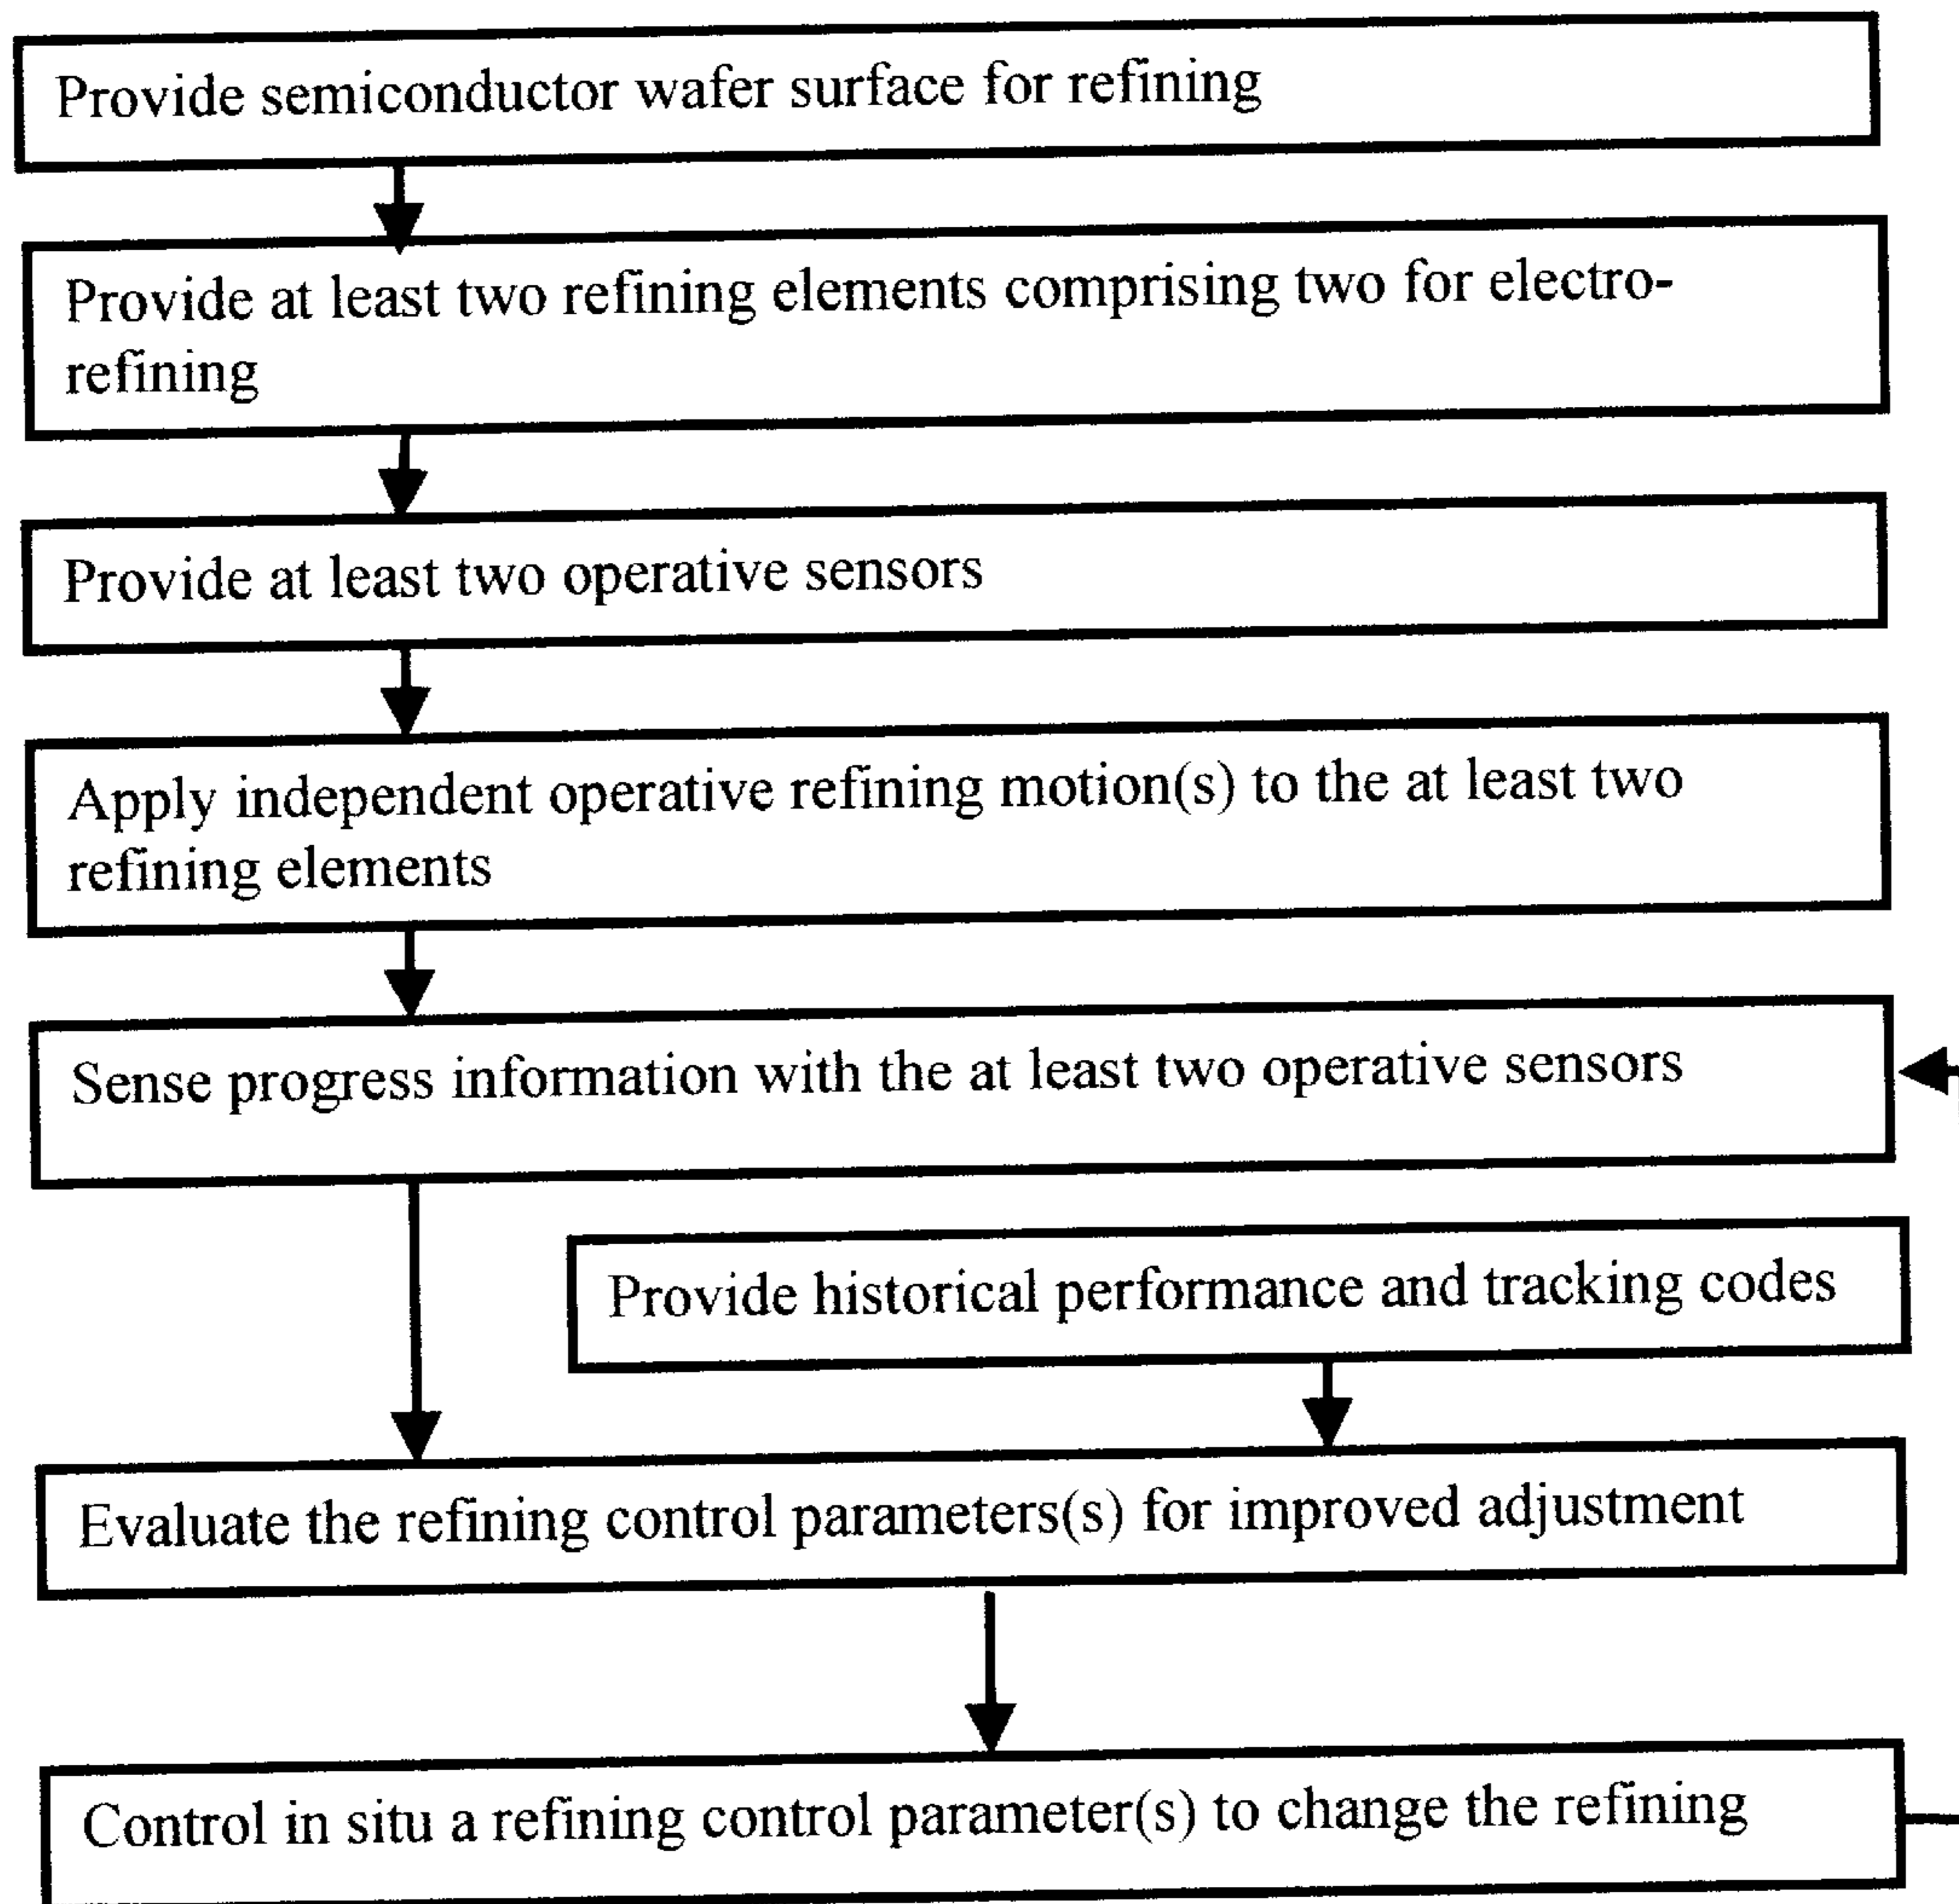 Provide semiconductor wafer surface for refining
Provide at least two refining elements comprising two for electro-
refining
Provide at least two operative sensors
Apply independent operative refining motion(s) to the at least two
refining elements
Sense progress information with the at least two operative sensors
Provide historical performance and tracking codes
Evaluate the refining control parameters(s) for improved adjustment
Control in situ a refining control parameter(s) to change the refining